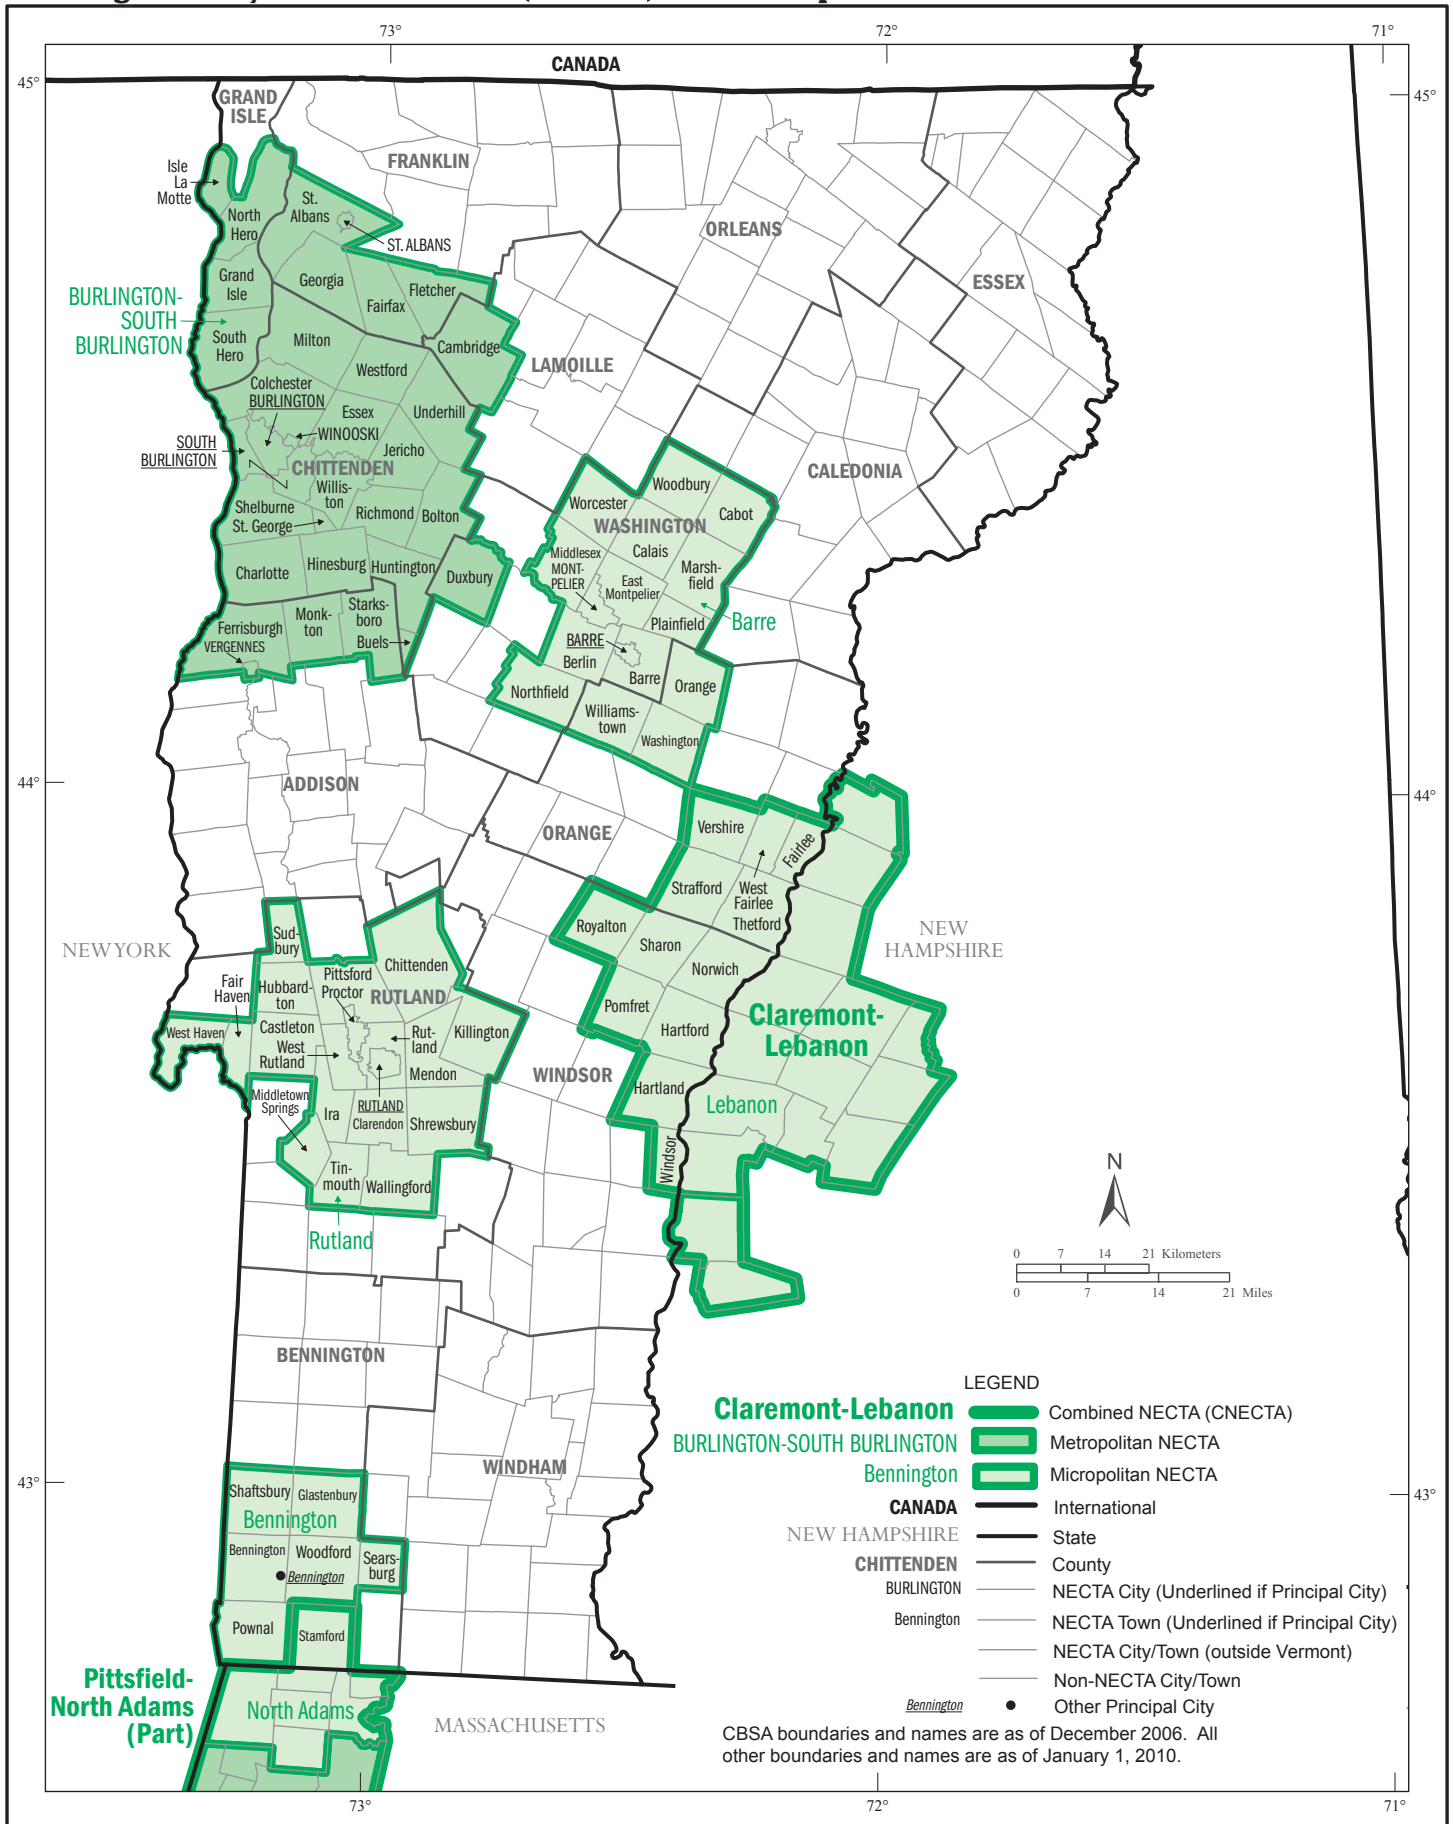 73°
72°
71°
45°
CANADA
45°
GRAND
ISLE
FRANKLIN
Isle
La
Motte
St.
Albans
North
Hero
ST. ALBANS
ORLEANS
Grand
Isle
Georgia
Fletcher
Fairfax
ESSEX
BURLINGTON-
SOUTH
BURLINGTON
South
Hero
Milton
Cambridge
Westford
LAMOILLE
Colchester
BURLINGTON
Essex
Underhill
WINOOSKI
SOUTH
BURLINGTON
Jericho
CHITTENDEN
Willis-
ton
CALEDONIA
Woodbury
Worcester
Cabot
Shelburne
St. George
Richmond
Bolton
WASHINGTON
Calais
Middlesex
MONT-
PELIER
Marsh-
field
East
Montpelier
Charlotte
Hinesburg
Huntington
Duxbury
Starks-
boro
Monk-
ton
Buels
Ferrisburgh
VERGENNES
Plainfield
Barre
BARRE
Berlin
Barre
Orange
Northfield
Williams-
town
Washington
44°
ADDISON
44°
ORANGE
Vershire
Fairlee
Strafford
West
Fairlee
Thetford
Royalton
Sharon
Norwich
NEW YORK
NEW
HAMPSHIRE
Sud-
bury
Chittenden
Pittsford
Proctor
Fair
Haven
Hubbard-
ton
RUTLAND
Pomfret
Hartford
Claremont-
Lebanon
West Haven
Castleton
West
Rutland
Rut-
land
Killington
Mendon
WINDSOR
Hartland
Lebanon
Middletown
Springs
Ira
RUTLAND
Clarendon
Shrewsbury
Windsor
Tin-
mouth
Wallingford
Rutland
N
0 7 14 21 Kilometers
0 7 14 21 Miles
BENNINGTON
WINDHAM
43°
43°
Shaftsbury
Glastenbury
Bennington
Bennington
Woodford
Sears-
burg
Bennington
Pownal
Stamford
Pittsfield-
North Adams
(Part)
North Adams
MASSACHUSETTS
LEGEND
Claremont-Lebanon Combined NECTA (CNECTA)
BURLINGTON-SOUTH BURLINGTON Metropolitan NECTA
Bennington Micropolitan NECTA
CANADA International
NEW HAMPSHIRE State
CHITTENDEN County
BURLINGTON NECTA City (Underlined if Principal City)
Bennington NECTA Town (Underlined if Principal City)
NECTA City/Town (outside Vermont)
Non-NECTA City/Town
Bennington Other Principal City
CBSA boundaries and names are as of December 2006. All
other boundaries and names are as of January 1, 2010.
73°
72°
71°